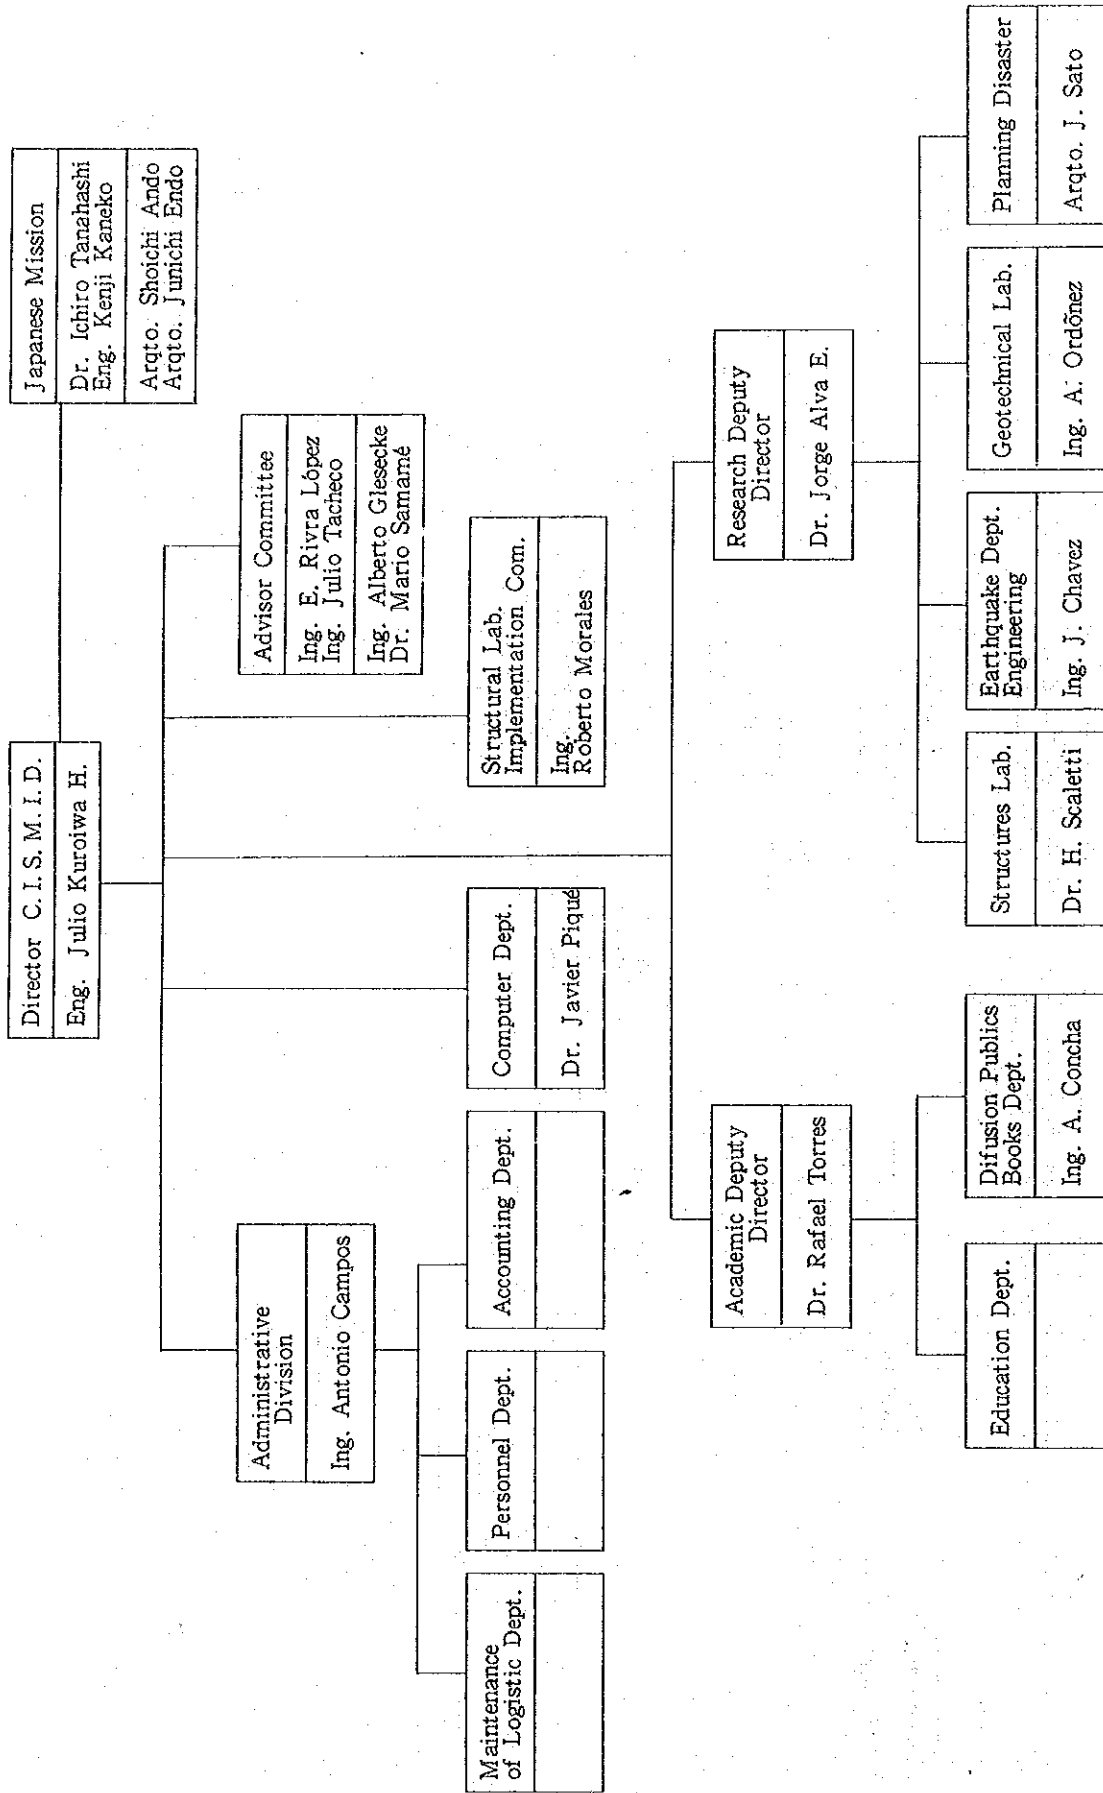 Director C.I.S.M.I.D.
Eng. Julio Kuroiwa H.
Japanese Mission
Dr. Ichiro Tanahashi
Eng. Kenji Kaneko
Arqto. Shoichi Ando
Arqto. Junichi Endo
Advisor Committee
Ing. E. Rivra López
Ing. Julio Tacheco
Ing. Alberto Glesecke
Dr. Mario Samamé
Administrative
Division
Ing. Antonio Campos
Maintenance
of Logistic Dept.
Personnel Dept.
Accounting Dept.
Computer Dept.
Dr. Javier Piqué
Structural Lab.
Implementation Com.
Ing.
Roberto Morales
Academic Deputy
Director
Dr. Rafael Torres
Research Deputy
Director
Dr. Jorge Alva E.
Education Dept.
Difusion Publics
Books Dept.
Ing. A. Concha
Structures Lab.
Dr. H. Scaletti
Earthquake Dept.
Engineering
Ing. J. Chavez
Geotechnical Lab.
Ing. A. Ordõnez
Planning Disaster
Arqto. J. Sato